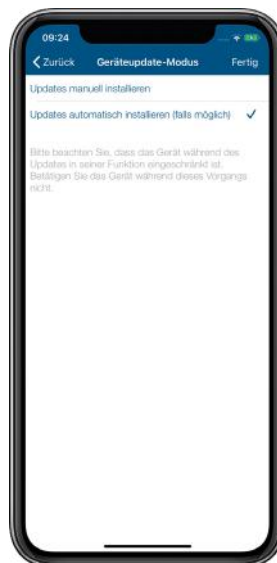 09:24
Zurück Geräteupdate-Modus Fertig
Updates manuell installieren
Updates automatisch installieren (falls möglich)
Bitte beachten Sie, dass das Gerät während des
Updates in seiner Funktion eingeschränkt ist.
Betätigen Sie das Gerät während dieses Vorgangs
nicht.